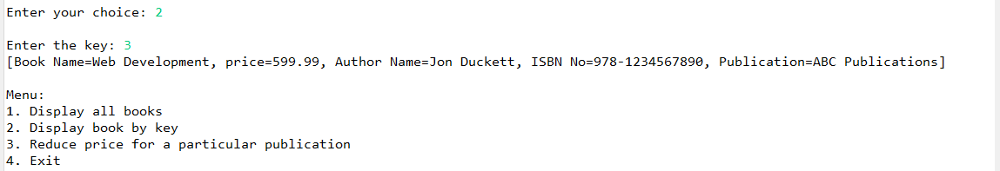 Enter your choice: 2
Enter the key: 3
[Book Name=Web Development, price=599.99, Author Name=Jon Duckett, ISBN No=978-1234567890, Publication=ABC Publications]
Menu:
1. Display all books
2. Display book by key
3. Reduce price for a particular publication
4. Exit